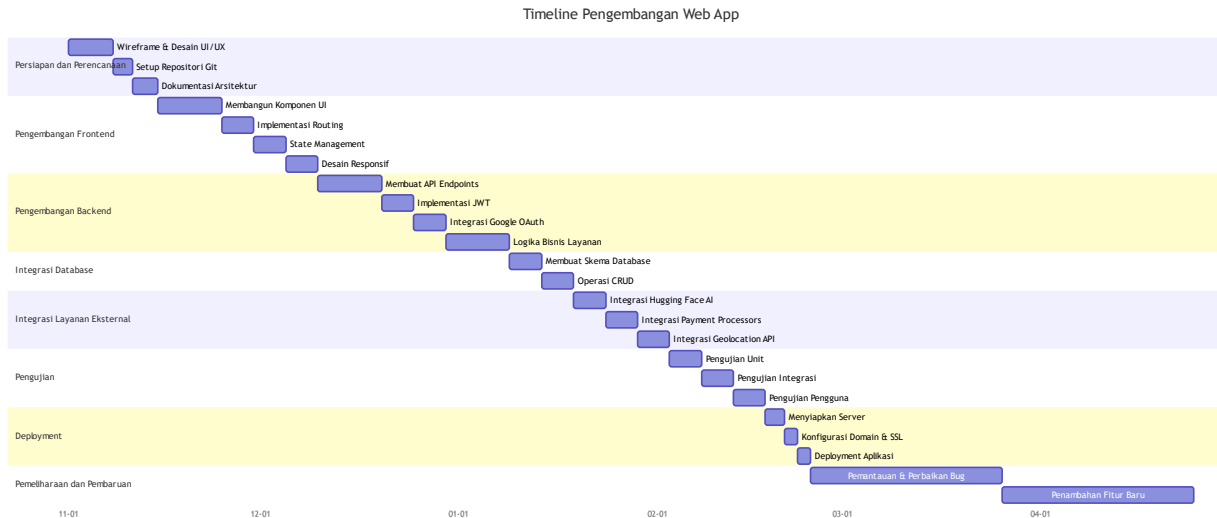 Timeline Pengembangan Web App
Persiapan dan Perencanaan
Wireframe & Desain UI/UX
Setup Repositori Git
Dokumentasi Arsitektur
Pengembangan Frontend
Membangun Komponen UI
Implementasi Routing
State Management
Desain Responsif
Pengembangan Backend
Membuat API Endpoints
Implementasi JWT
Integrasi Google OAuth
Logika Bisnis Layanan
Integrasi Database
Membuat Skema Database
Operasi CRUD
Integrasi Layanan Eksternal
Integrasi Hugging Face AI
Integrasi Payment Processors
Integrasi Geolocation API
Pengujian
Pengujian Unit
Pengujian Integrasi
Pengujian Pengguna
Deployment
Menyiapkan Server
Konfigurasi Domain & SSL
Deployment Aplikasi
Pemeliharaan dan Pembaruan
Pemantauan & Perbaikan Bug
Penambahan Fitur Baru
11-01 12-01 01-01 02-01 03-01 04-01